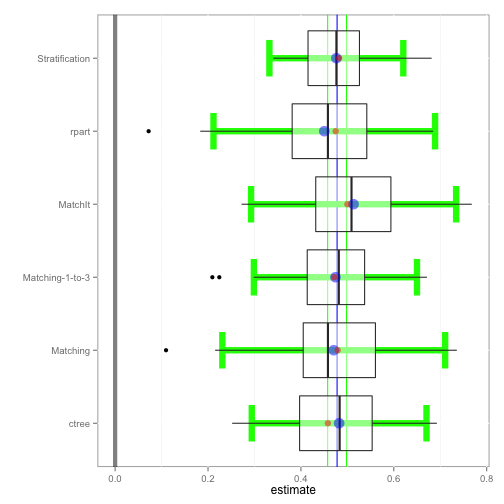 Stratification
rpart
MatchIt
Matching-1-to-3
Matching
ctree
0.0 0.2 0.4 0.6 0.8
estimate